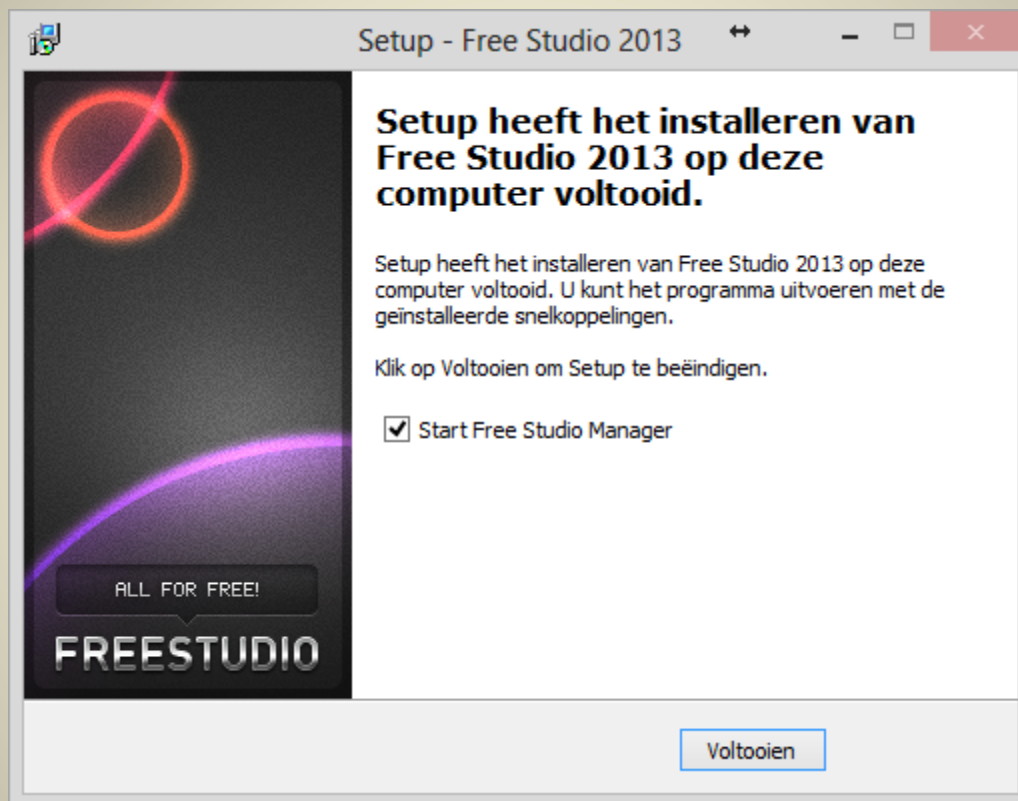 Setup - Free Studio 2013
Setup heeft het installeren van
Free Studio 2013 op deze
computer voltooid.
Setup heeft het installeren van Free Studio 2013 op deze
computer voltooid. U kunt het programma uitvoeren met de
geïnstalleerde snelkoppelingen.
Klik op Voltooien om Setup te beëindigen.
Start Free Studio Manager
ALL FOR FREE!
FREESTUDIO
Voltooien